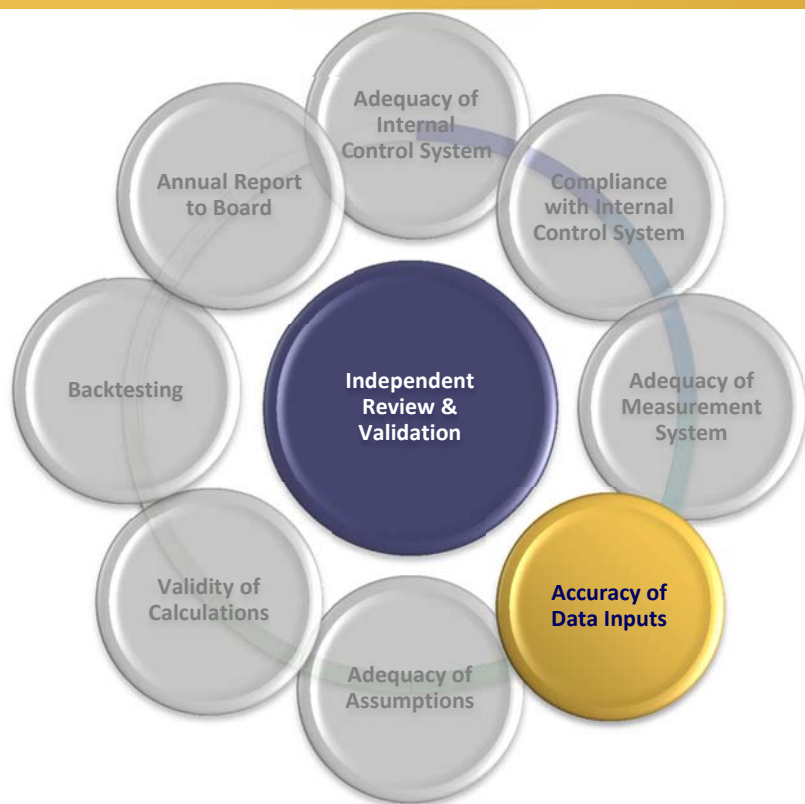 Adequacy of
Internal
Control System
Compliance
with Internal
Control System
Adequacy of
Measurement
System
Accuracy of
Data Inputs
Adequacy of
Assumptions
Validity of
Calculations
Backtesting
Annual Report
to Board
Independent
Review &
Validation